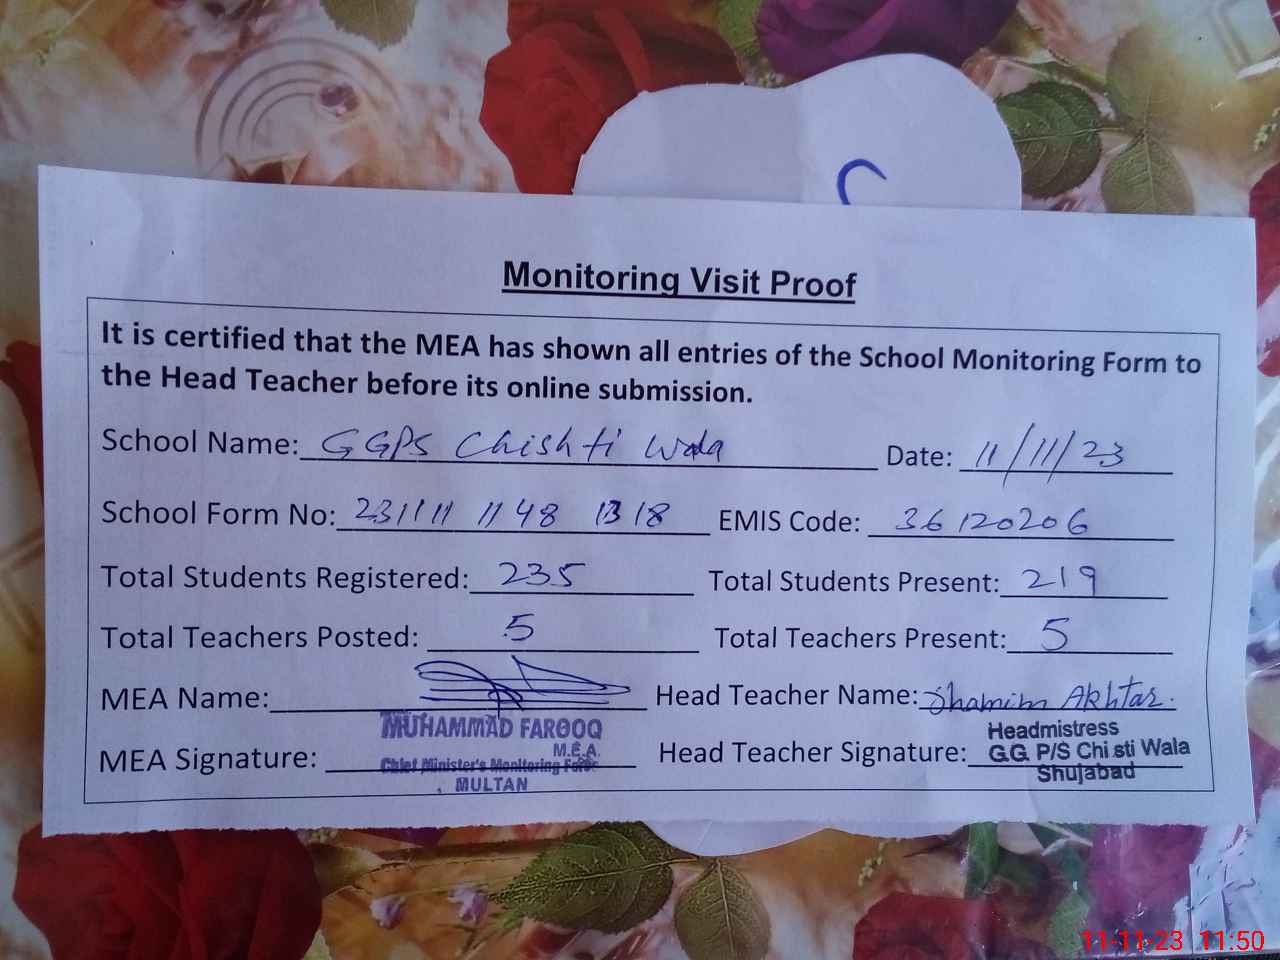 Monitoring Visit Proof
It is certified that the MEA has shown all entries of the School Monitoring Form to
the Head Teacher before its online submission.
School Name: GGPS Chishti Wala Date: 11/11/23
School Form No: 231111 1148 1318 EMIS Code: 36120206
Total Students Registered: 235 Total Students Present: 219
Total Teachers Posted: 5 Total Teachers Present: 5
MEA Name: Head Teacher Name: Shamim Akhtar.
MUHAMMAD FAROOQ
M.E.A.
Chief Minister's Monitoring Force
MULTAN
MEA Signature: Head Teacher Signature:
Headmistress
G.G. P/S Chi sti Wala
Shujabad
11-11-23 11:50